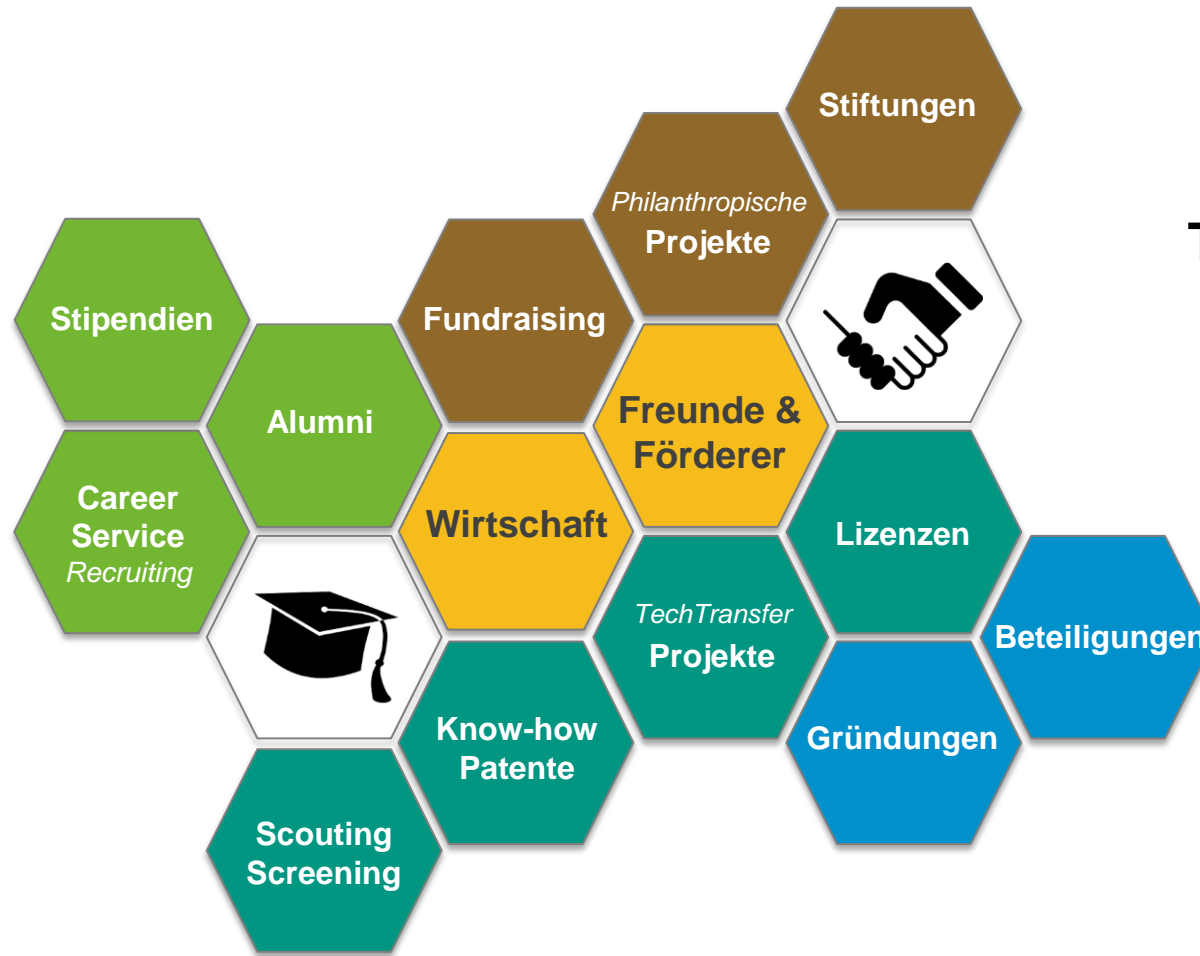 Stiftungen
Philanthropische
Projekte
Stipendien
Fundraising
Alumni
Freunde &
Förderer
Career
Service
Recruiting
Wirtschaft
Lizenzen
TechTransfer
Projekte
Beteiligungen
Know-how
Patente
Gründungen
Scouting
Screening